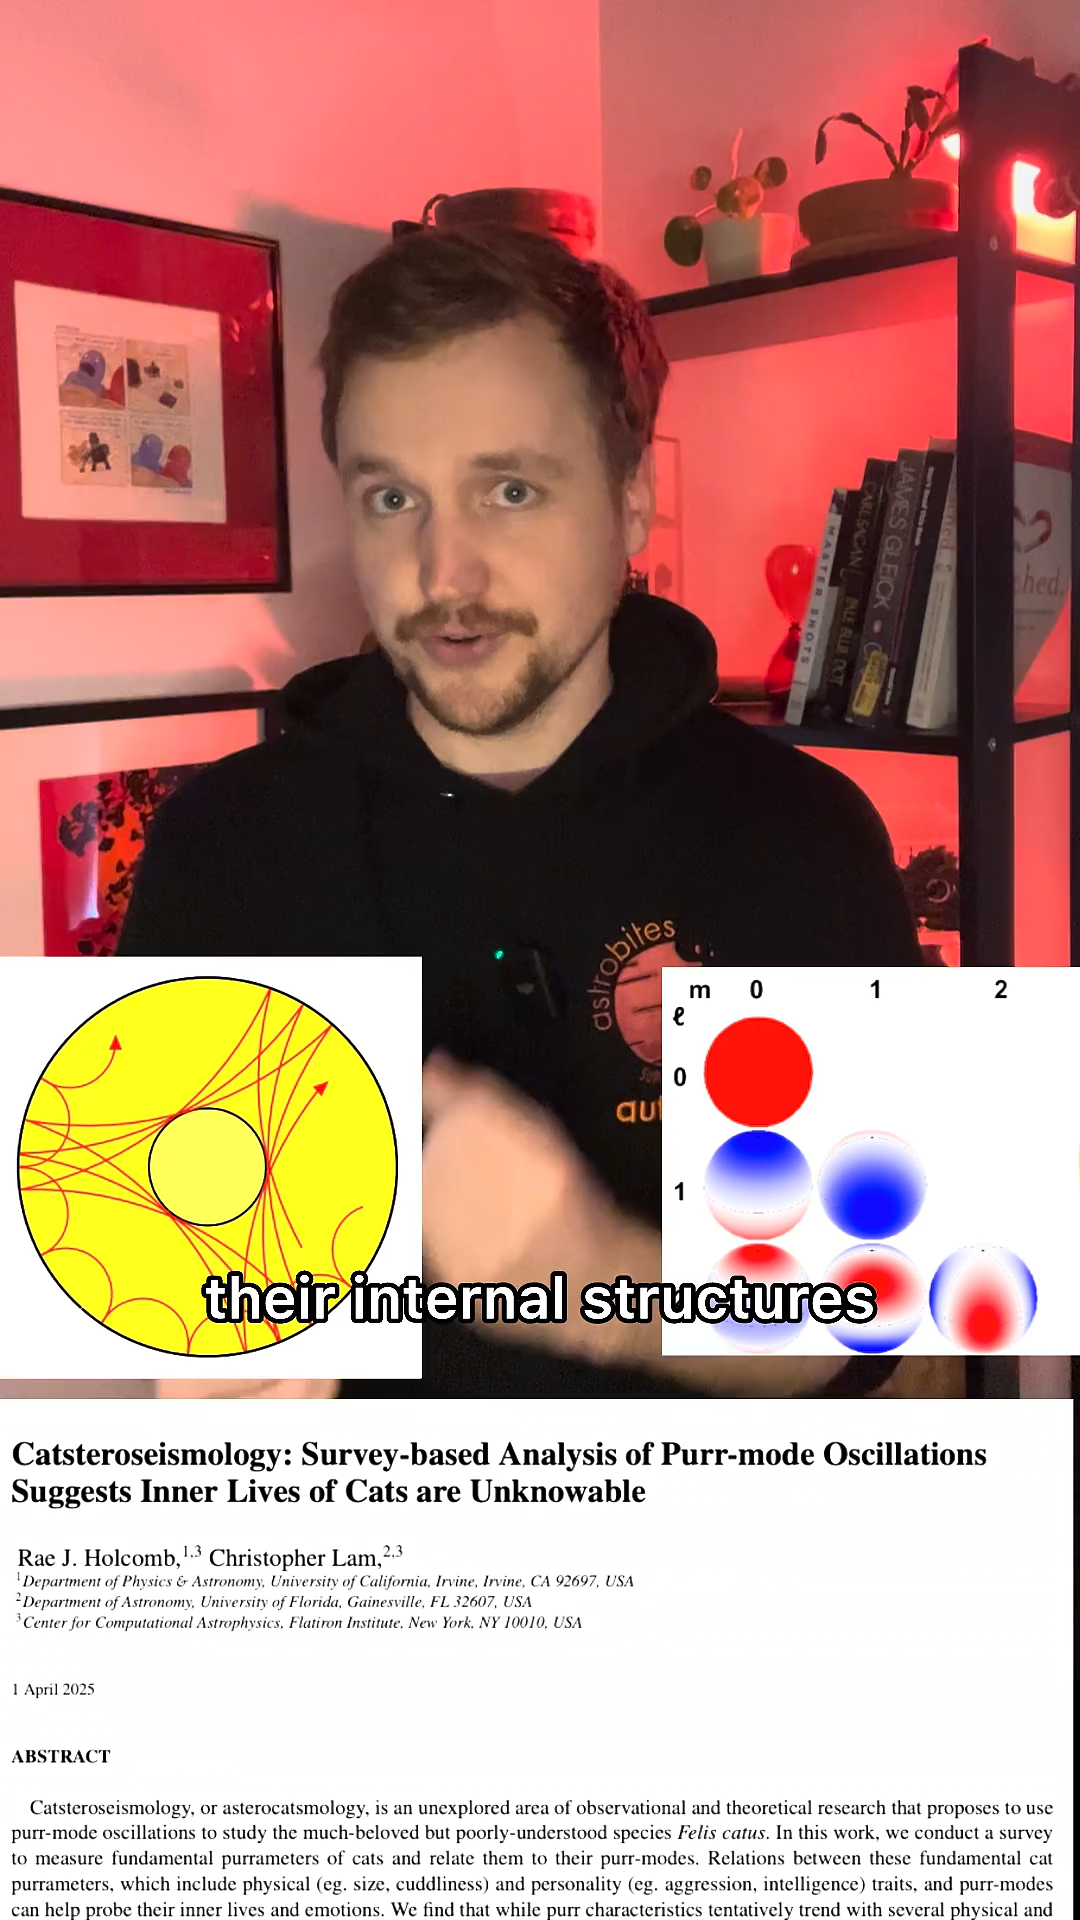 MASTER SHOTS
CARL SAGAN PALE BLUE DOT
JAMES GLEICK
astrobites
m 0 1 2
ℓ
0
1
their internal structures
Catsteroseismology: Survey-based Analysis of Purr-mode Oscillations
Suggests Inner Lives of Cats are Unknowable
Rae J. Holcomb,1,3 Christopher Lam,2,3
1Department of Physics & Astronomy, University of California, Irvine, Irvine, CA 92697, USA
2Department of Astronomy, University of Florida, Gainesville, FL 32607, USA
3Center for Computational Astrophysics, Flatiron Institute, New York, NY 10010, USA
1 April 2025
ABSTRACT
Catsteroseismology, or asterocatsmology, is an unexplored area of observational and theoretical research that proposes to use
purr-mode oscillations to study the much-beloved but poorly-understood species Felis catus. In this work, we conduct a survey
to measure fundamental purrameters of cats and relate them to their purr-modes. Relations between these fundamental cat
purrameters, which include physical (eg. size, cuddliness) and personality (eg. aggression, intelligence) traits, and purr-modes
can help probe their inner lives and emotions. We find that while purr characteristics tentatively trend with several physical and